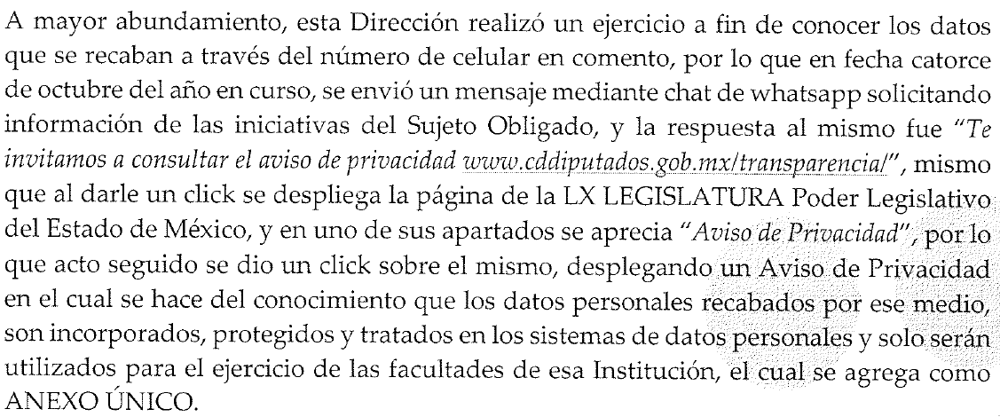 A mayor abundamiento, esta Dirección realizó un ejercicio a fin de conocer los datos
que se recaban a través del número de celular en comento, por lo que en fecha catorce
de octubre del año en curso, se envió un mensaje mediante chat de whatsapp solicitando
información de las iniciativas del Sujeto Obligado, y la respuesta al mismo fue "Te
invitamos a consultar el aviso de privacidad www.cddiputados.gob.mx/transparencia/", mismo
que al darle un click se despliega la página de la LX LEGISLATURA Poder Legislativo
del Estado de México, y en uno de sus apartados se aprecia "Aviso de Privacidad", por lo
que acto seguido se dio un click sobre el mismo, desplegando un Aviso de Privacidad
en el cual se hace del conocimiento que los datos personales recabados por ese medio,
son incorporados, protegidos y tratados en los sistemas de datos personales y solo serán
utilizados para el ejercicio de las facultades de esa Institución, el cual se agrega como
ANEXO ÚNICO.